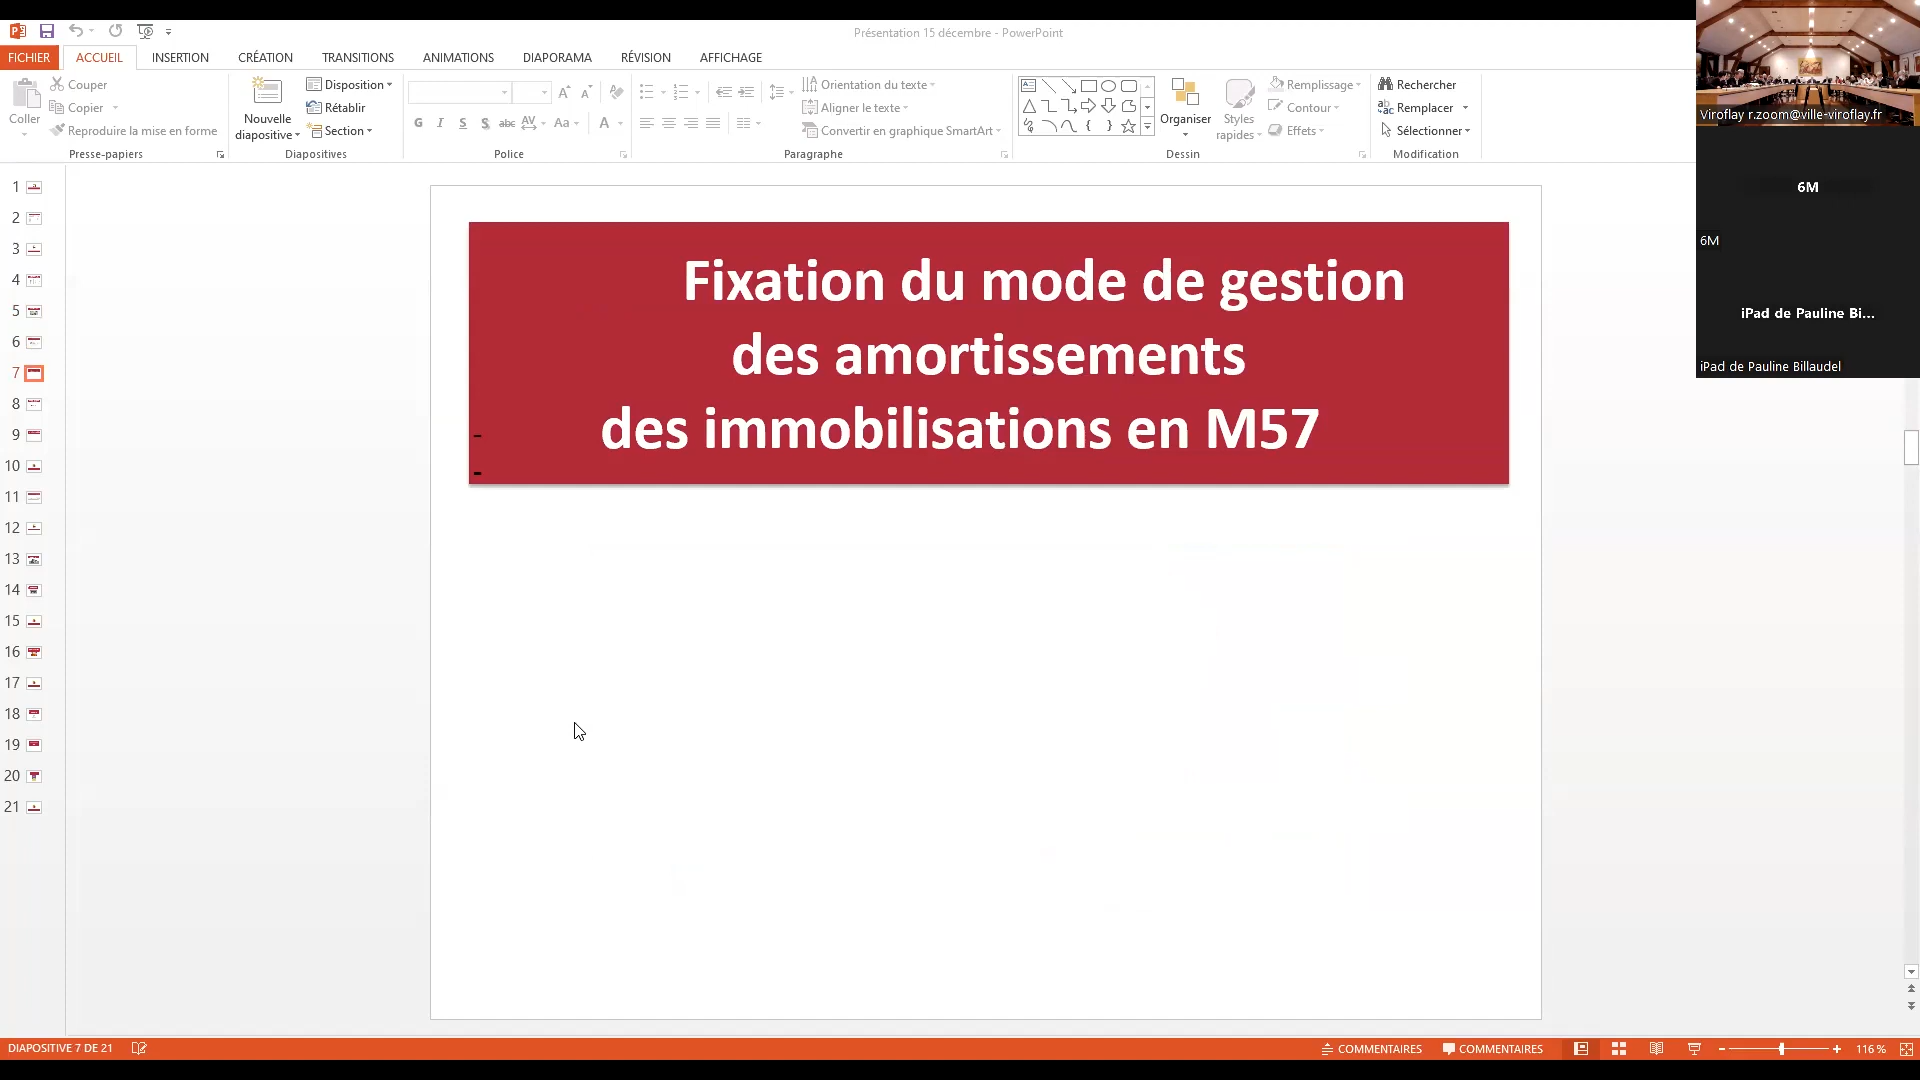 Présentation 15 décembre - PowerPoint
FICHIER ACCUEIL INSERTION CRÉATION TRANSITIONS ANIMATIONS DIAPORAMA RÉVISION AFFICHAGE
Coller
Couper
Copier
Reproduire la mise en forme
Presse-papiers
Nouvelle
diapositive
Disposition
Rétablir
Section
Diapositives
G I S S abc AV Aa A
Police
Orientation du texte
Aligner le texte
Convertir en graphique SmartArt
Paragraphe
Organiser
Styles
rapides
Remplissage
Contour
Effets
Dessin
Rechercher
Remplacer
Sélectionner
Modification
Viroflay r.zoom@ville-viroflay.fr
6M
6M
iPad de Pauline Bi...
iPad de Pauline Billaudel
1
2
3
4
5
6
7
8
9
10
11
12
13
14
15
16
17
18
19
20
21
Fixation du mode de gestion
des amortissements
- des immobilisations en M57
-
DIAPOSITIVE 7 DE 21
COMMENTAIRES COMMENTAIRES 116 %